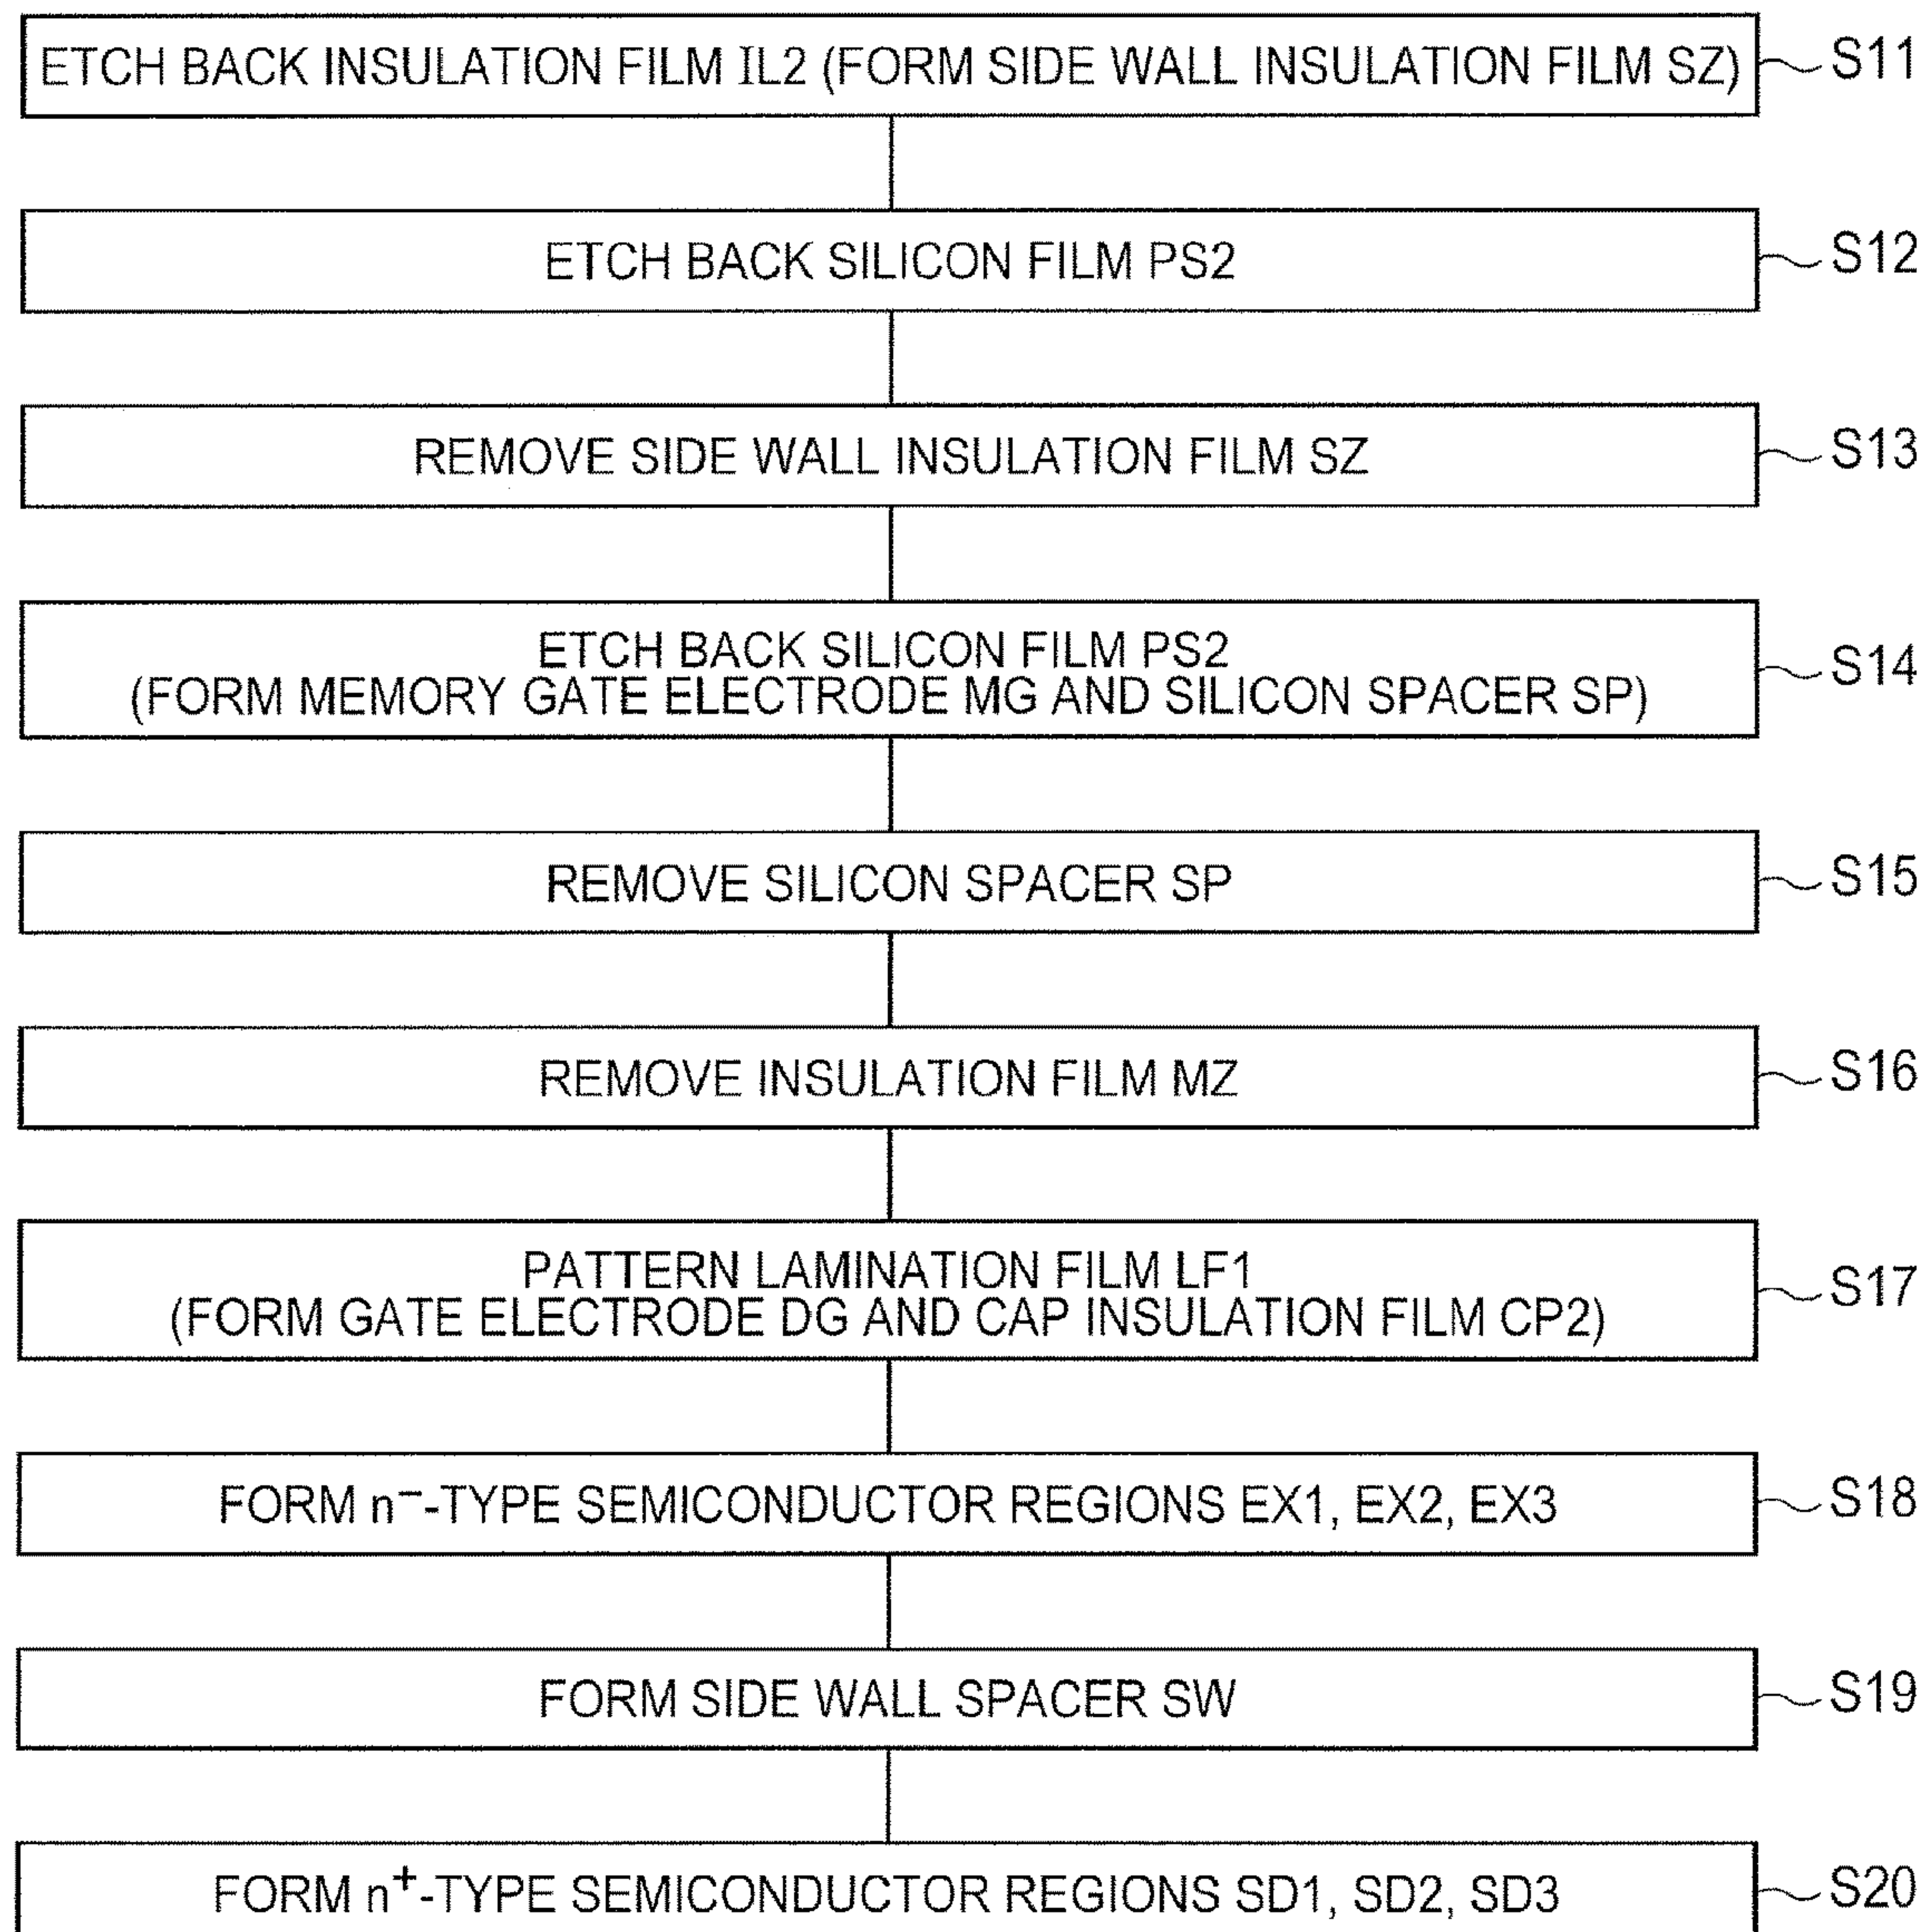 ETCH BACK INSULATION FILM IL2 (FORM SIDE WALL INSULATION FILM SZ) S11
ETCH BACK SILICON FILM PS2 S12
REMOVE SIDE WALL INSULATION FILM SZ S13
ETCH BACK SILICON FILM PS2
(FORM MEMORY GATE ELECTRODE MG AND SILICON SPACER SP) S14
REMOVE SILICON SPACER SP S15
REMOVE INSULATION FILM MZ S16
PATTERN LAMINATION FILM LF1
(FORM GATE ELECTRODE DG AND CAP INSULATION FILM CP2) S17
FORM n⁻-TYPE SEMICONDUCTOR REGIONS EX1, EX2, EX3 S18
FORM SIDE WALL SPACER SW S19
FORM n⁺-TYPE SEMICONDUCTOR REGIONS SD1, SD2, SD3 S20